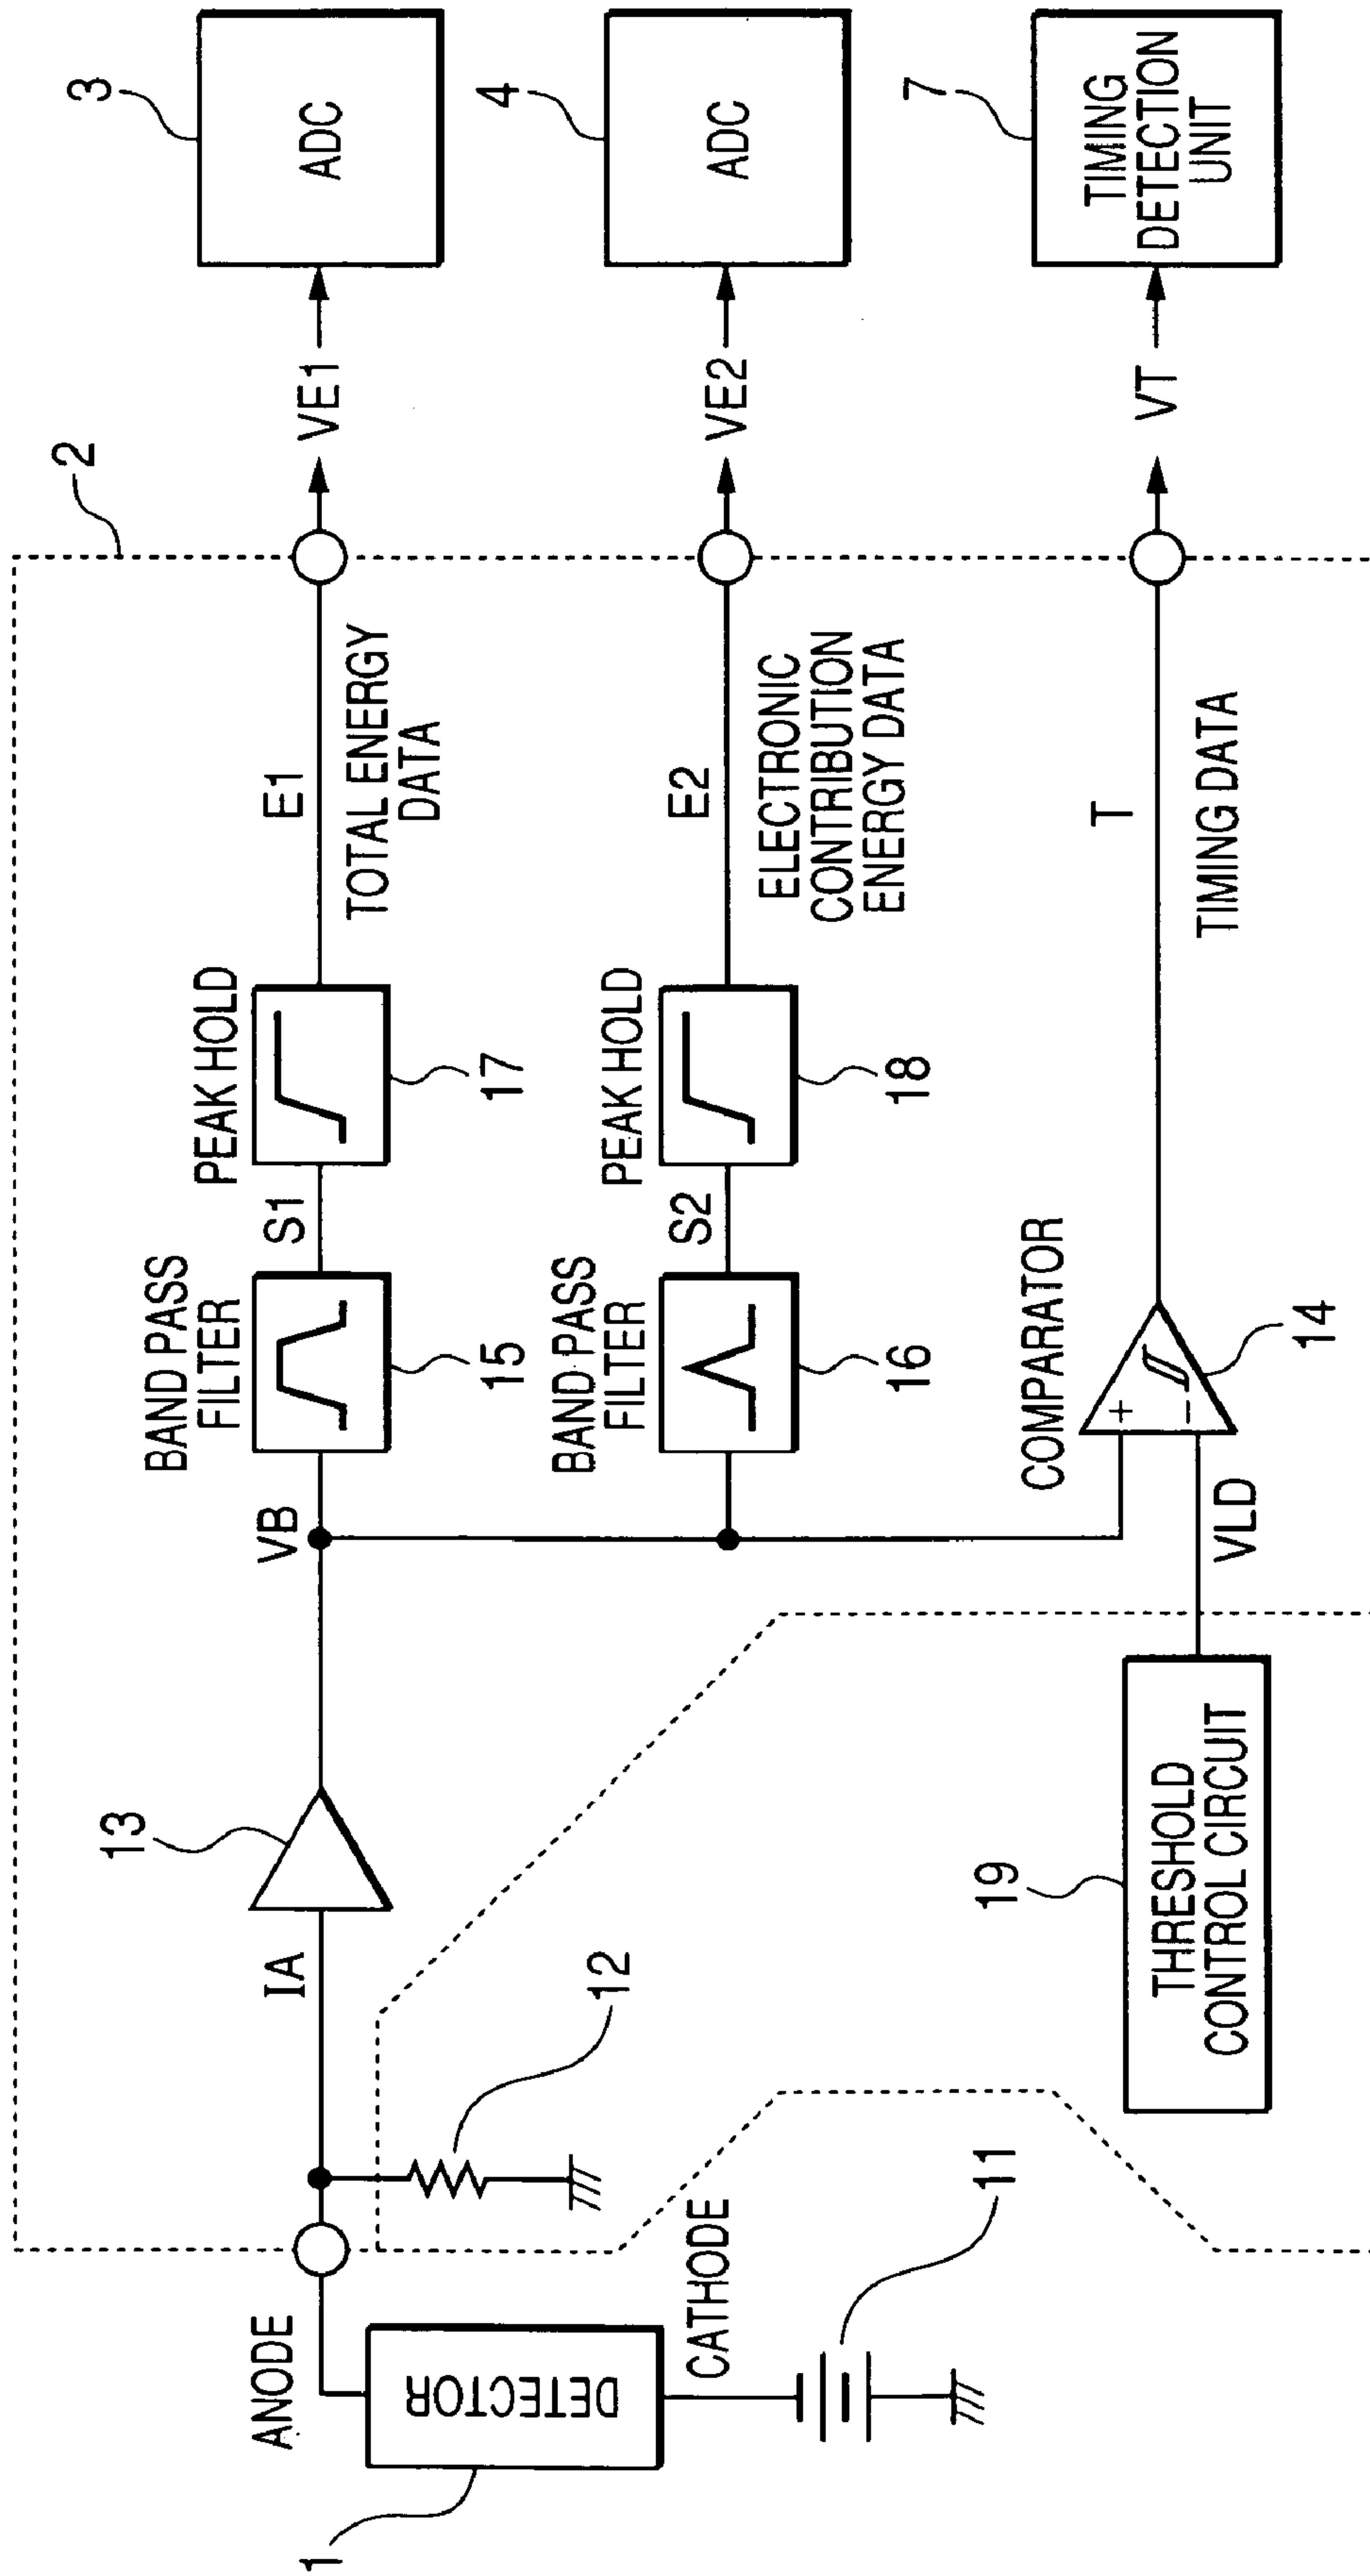 2
3
ADC
VE1
4
ADC
VE2
7
TIMING
DETECTION
UNIT
VT
E1
TOTAL ENERGY
DATA
PEAK HOLD
17
S1
BAND PASS
FILTER
15
VB
13
IA
12
ANODE
DETECTOR
1
CATHODE
11
E2
ELECTRONIC
CONTRIBUTION
ENERGY DATA
PEAK HOLD
18
S2
BAND PASS
FILTER
16
T
TIMING DATA
COMPARATOR
+
−
14
VLD
19
THRESHOLD
CONTROL CIRCUIT